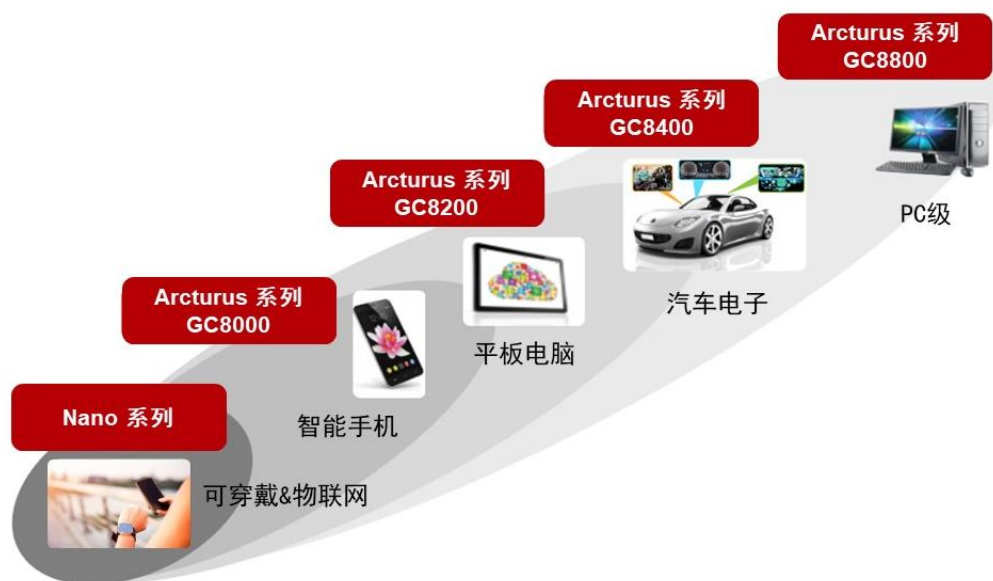 Arcturus 系列
GC8800
Arcturus 系列
GC8400
Arcturus 系列
GC8200
PC级
Arcturus 系列
GC8000
汽车电子
平板电脑
Nano 系列
智能手机
可穿戴&物联网